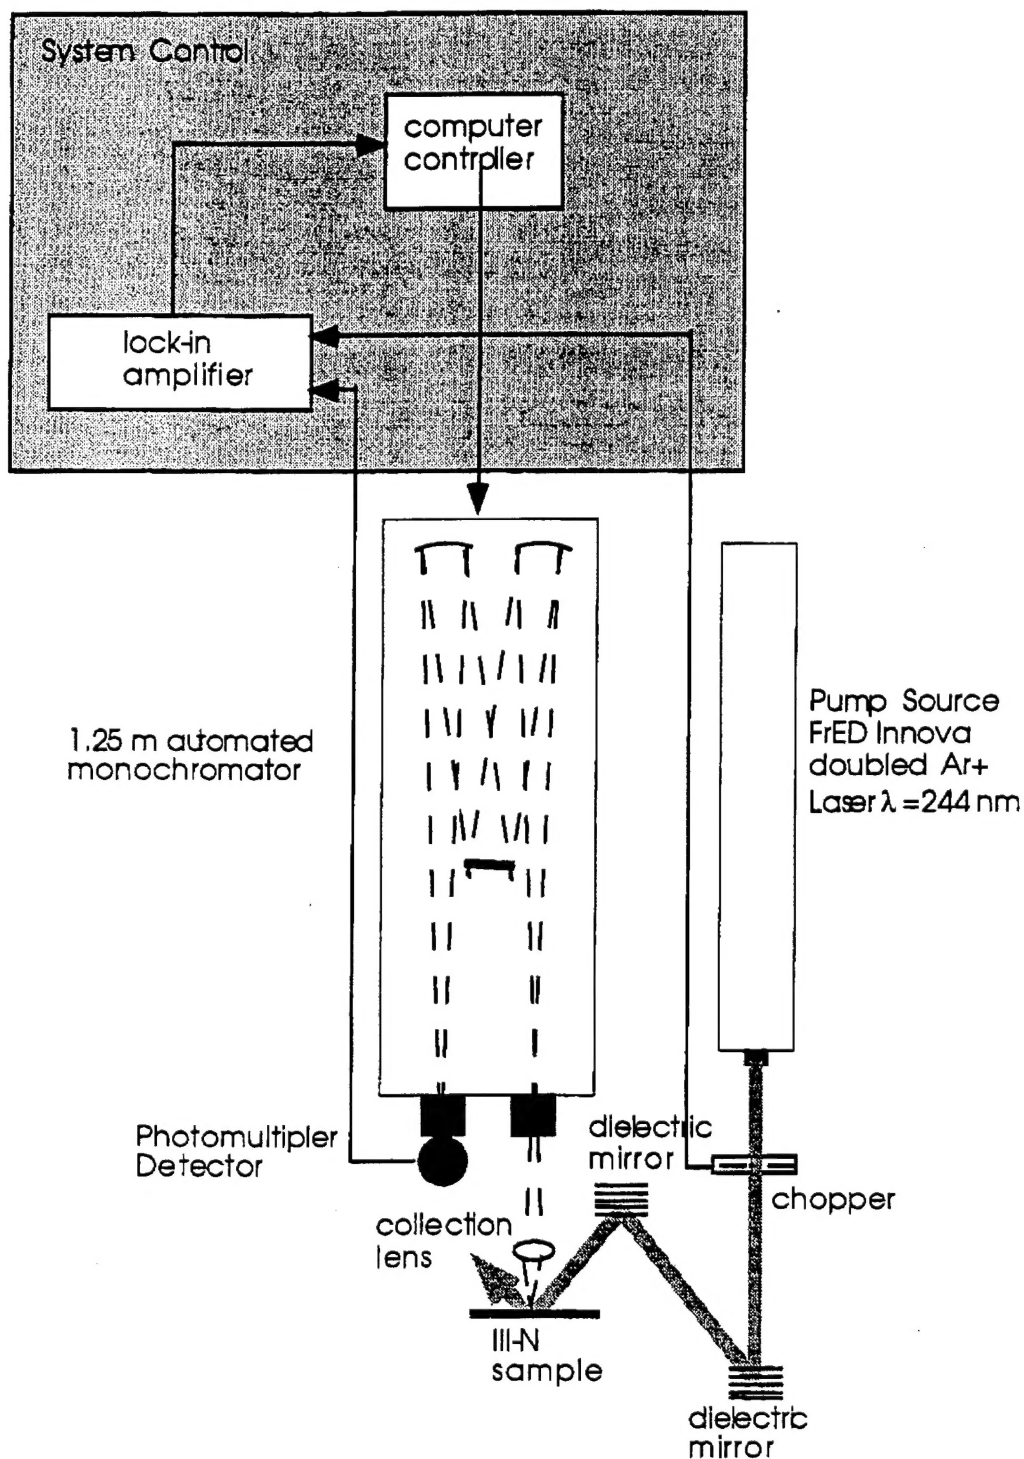 System Control
computer
controller
lock-in
amplifier
1.25 m automated
monochromator
Pump Source
FrED Innova
doubled Ar+
Laser λ =244 nm
Photomultipler
Detector
dielectric
mirror
chopper
collection
lens
III-N
sample
dielectric
mirror